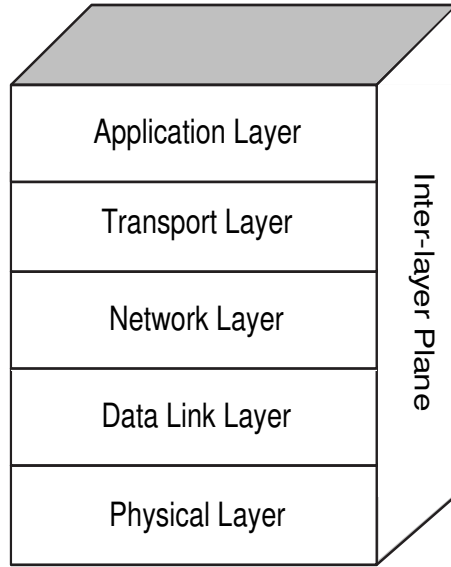 Application Layer
Transport Layer
Network Layer
Data Link Layer
Physical Layer
Inter-layer Plane